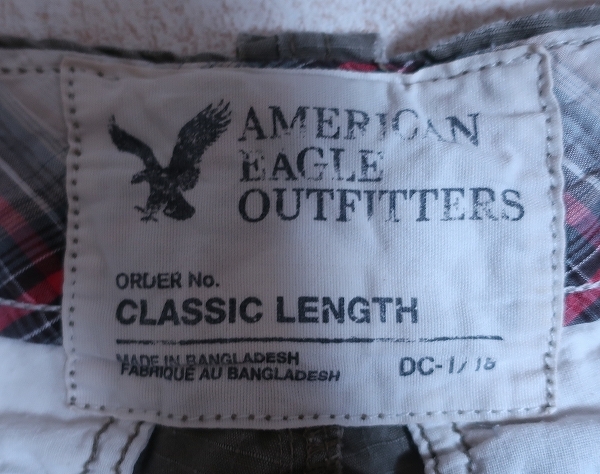 AMERICAN
EAGLE
OUTFITTERS
ORDER No.
CLASSIC LENGTH
MADE IN BANGLADESH
FABRIQUÉ AU BANGLADESH